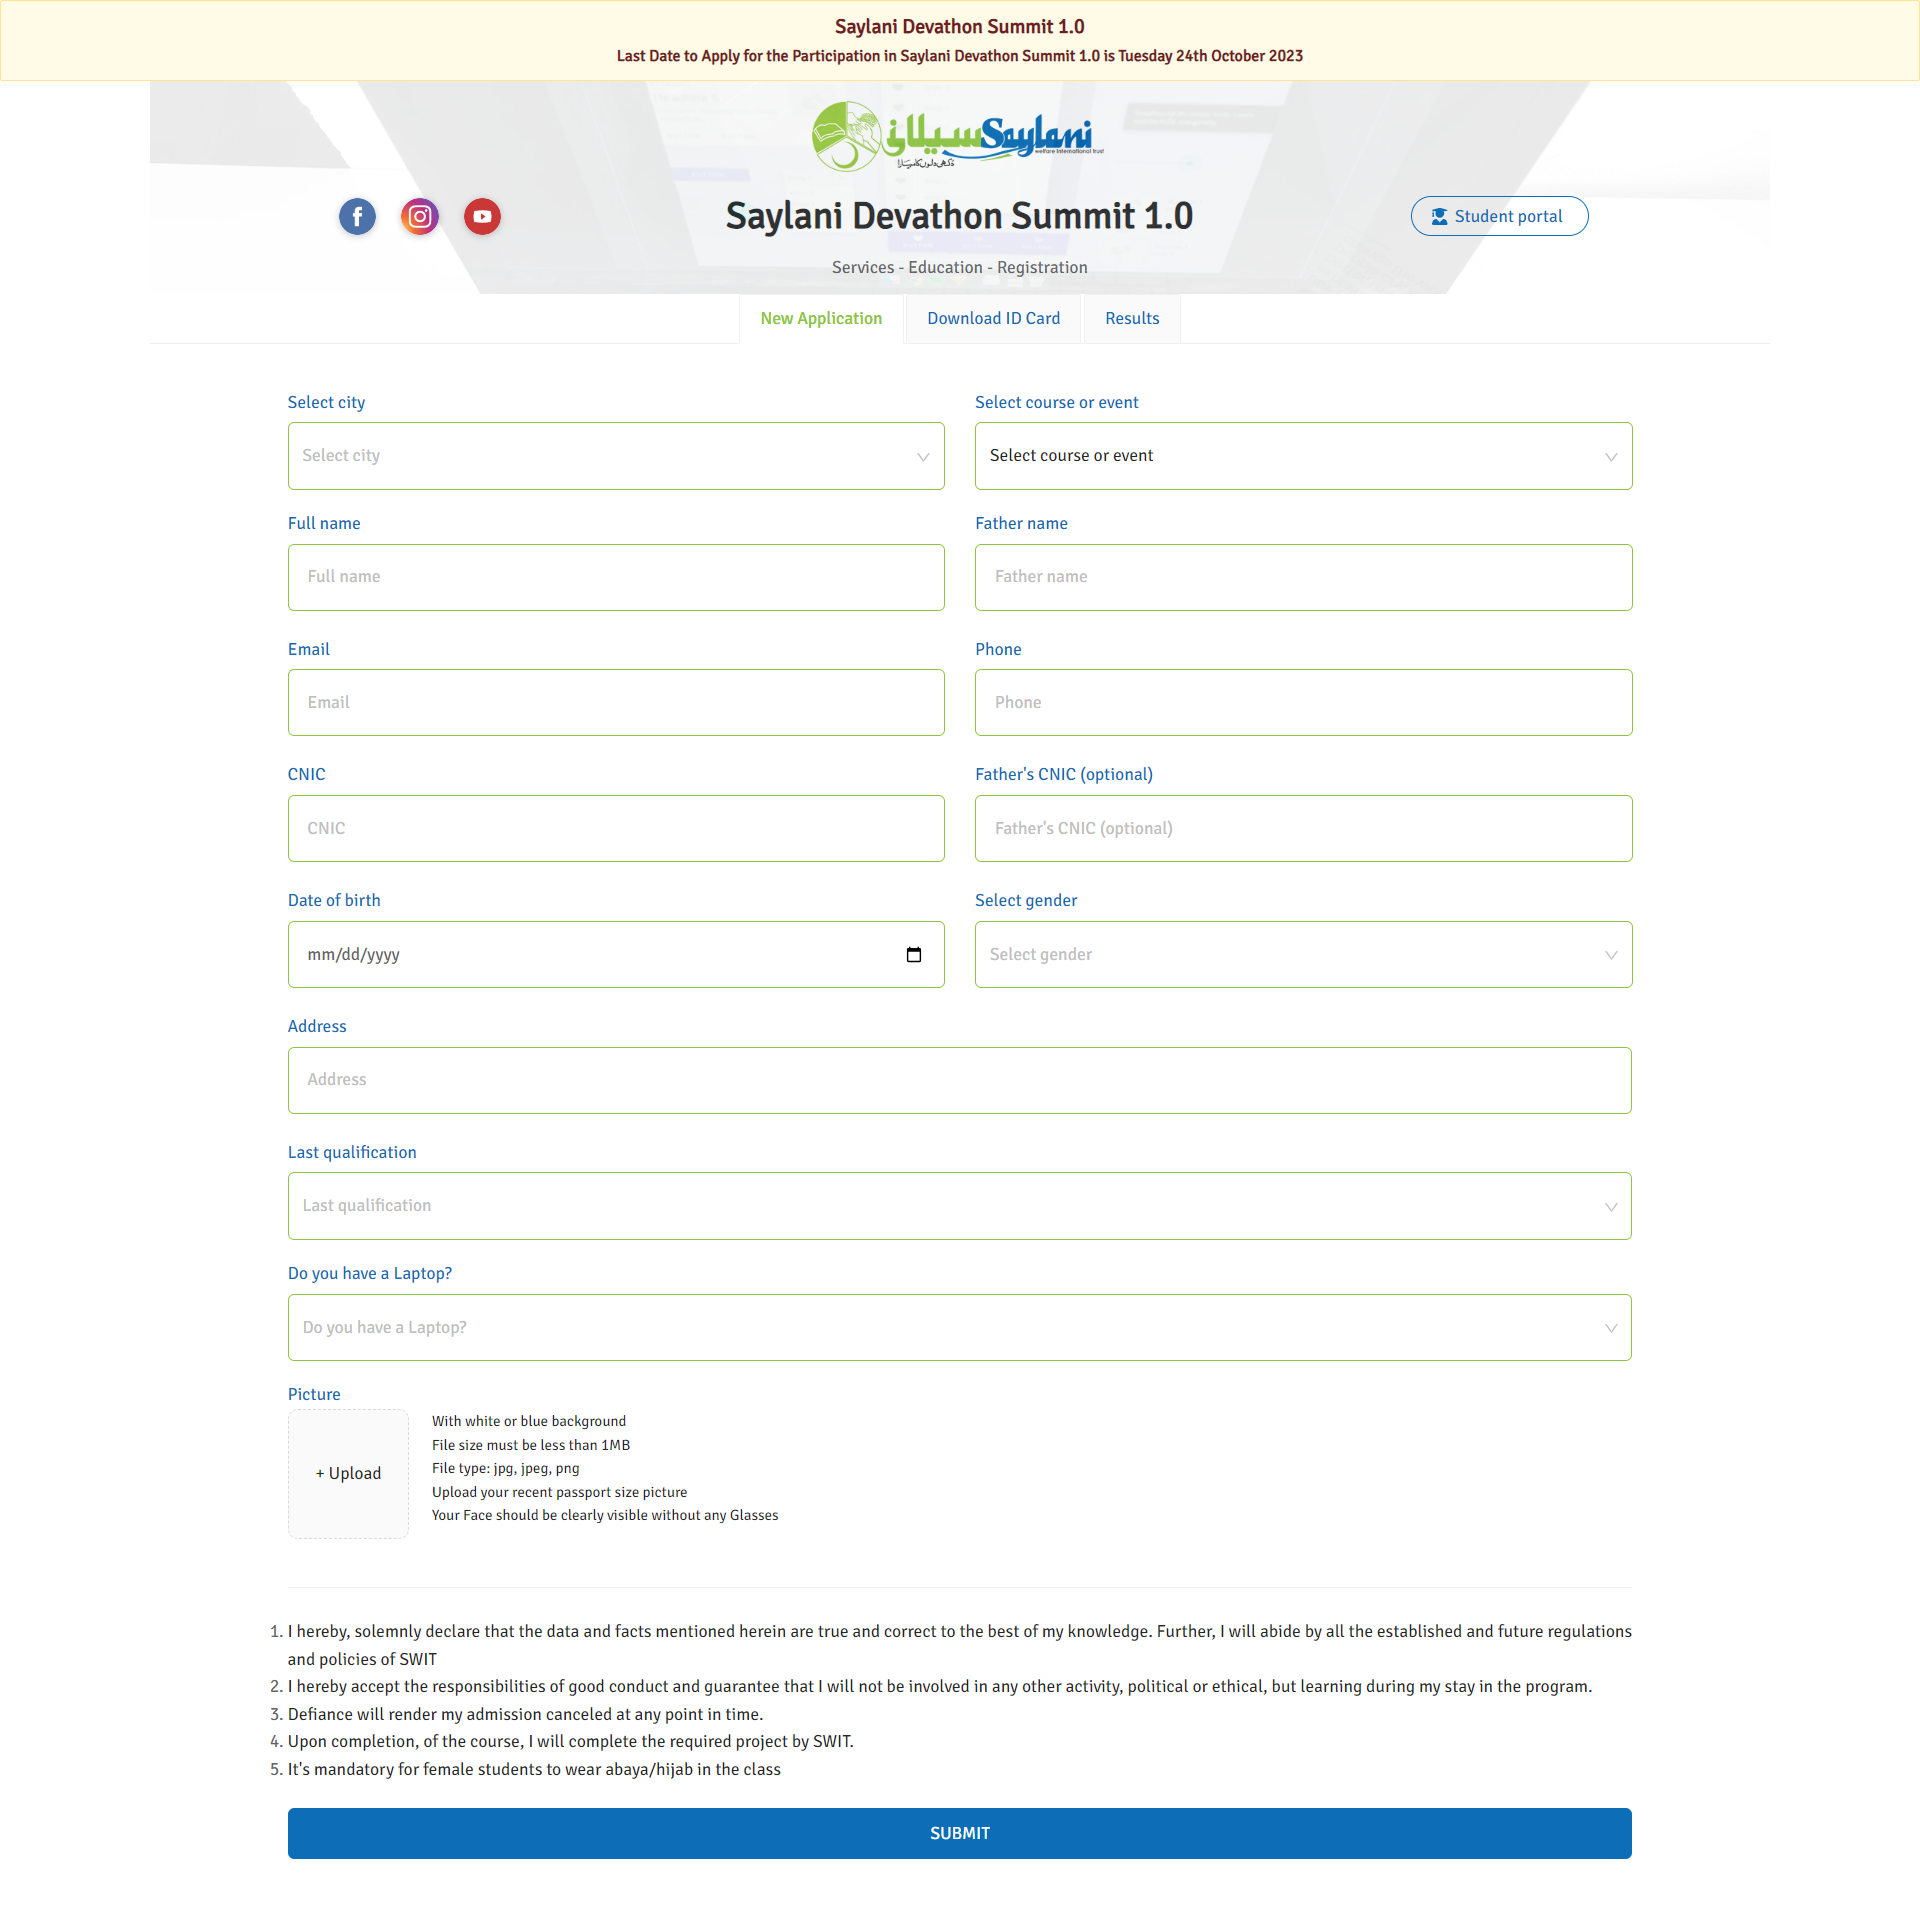 Saylani Devathon Summit 1.0
Last Date to Apply for the Participation in Saylani Devathon Summit 1.0 is Tuesday 24th October 2023
سیلانی Saylani
welfare international trust
Saylani Devathon Summit 1.0
Student portal
Services - Education - Registration
New Application
Download ID Card
Results
Select city
Select course or event
Select city
Select course or event
Full name
Father name
Full name
Father name
Email
Phone
Email
Phone
CNIC
Father's CNIC (optional)
CNIC
Father's CNIC (optional)
Date of birth
Select gender
mm/dd/yyyy
Select gender
Address
Address
Last qualification
Last qualification
Do you have a Laptop?
Do you have a Laptop?
Picture
+ Upload
With white or blue background
File size must be less than 1MB
File type: jpg, jpeg, png
Upload your recent passport size picture
Your Face should be clearly visible without any Glasses
1. I hereby, solemnly declare that the data and facts mentioned herein are true and correct to the best of my knowledge. Further, I will abide by all the established and future regulations
and policies of SWIT
2. I hereby accept the responsibilities of good conduct and guarantee that I will not be involved in any other activity, political or ethical, but learning during my stay in the program.
3. Defiance will render my admission canceled at any point in time.
4. Upon completion, of the course, I will complete the required project by SWIT.
5. It's mandatory for female students to wear abaya/hijab in the class
SUBMIT